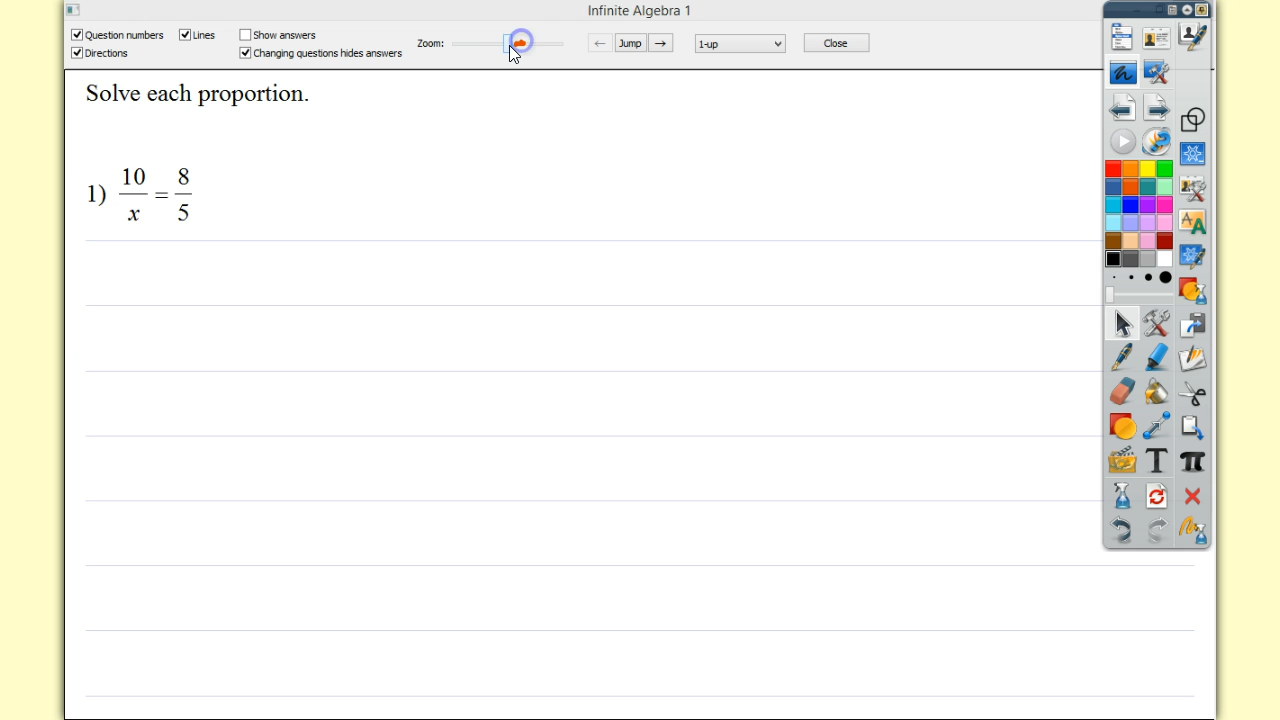 Infinite Algebra 1
Question numbers Lines Show answers
Directions Changing questions hides answers
Zoom: ← Jump → 1-up Close
Solve each proportion.
1) 10/x = 8/5